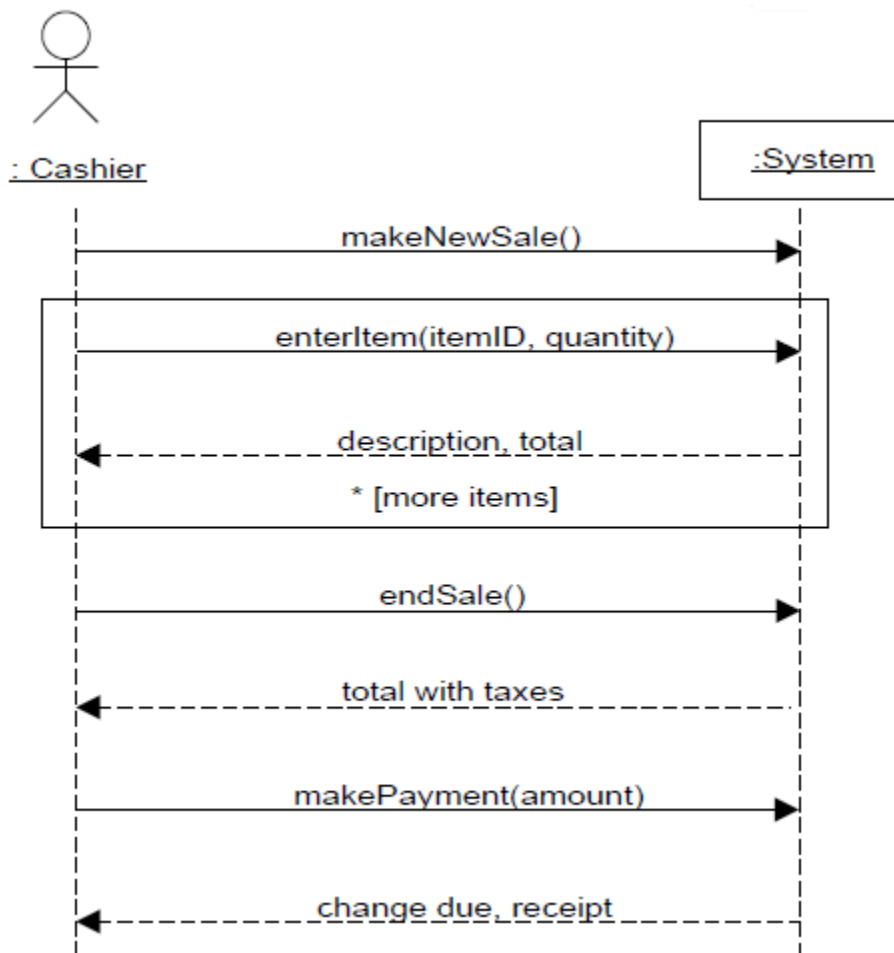 : Cashier
:System
makeNewSale()
enterItem(itemID, quantity)
description, total
* [more items]
endSale()
total with taxes
makePayment(amount)
change due, receipt